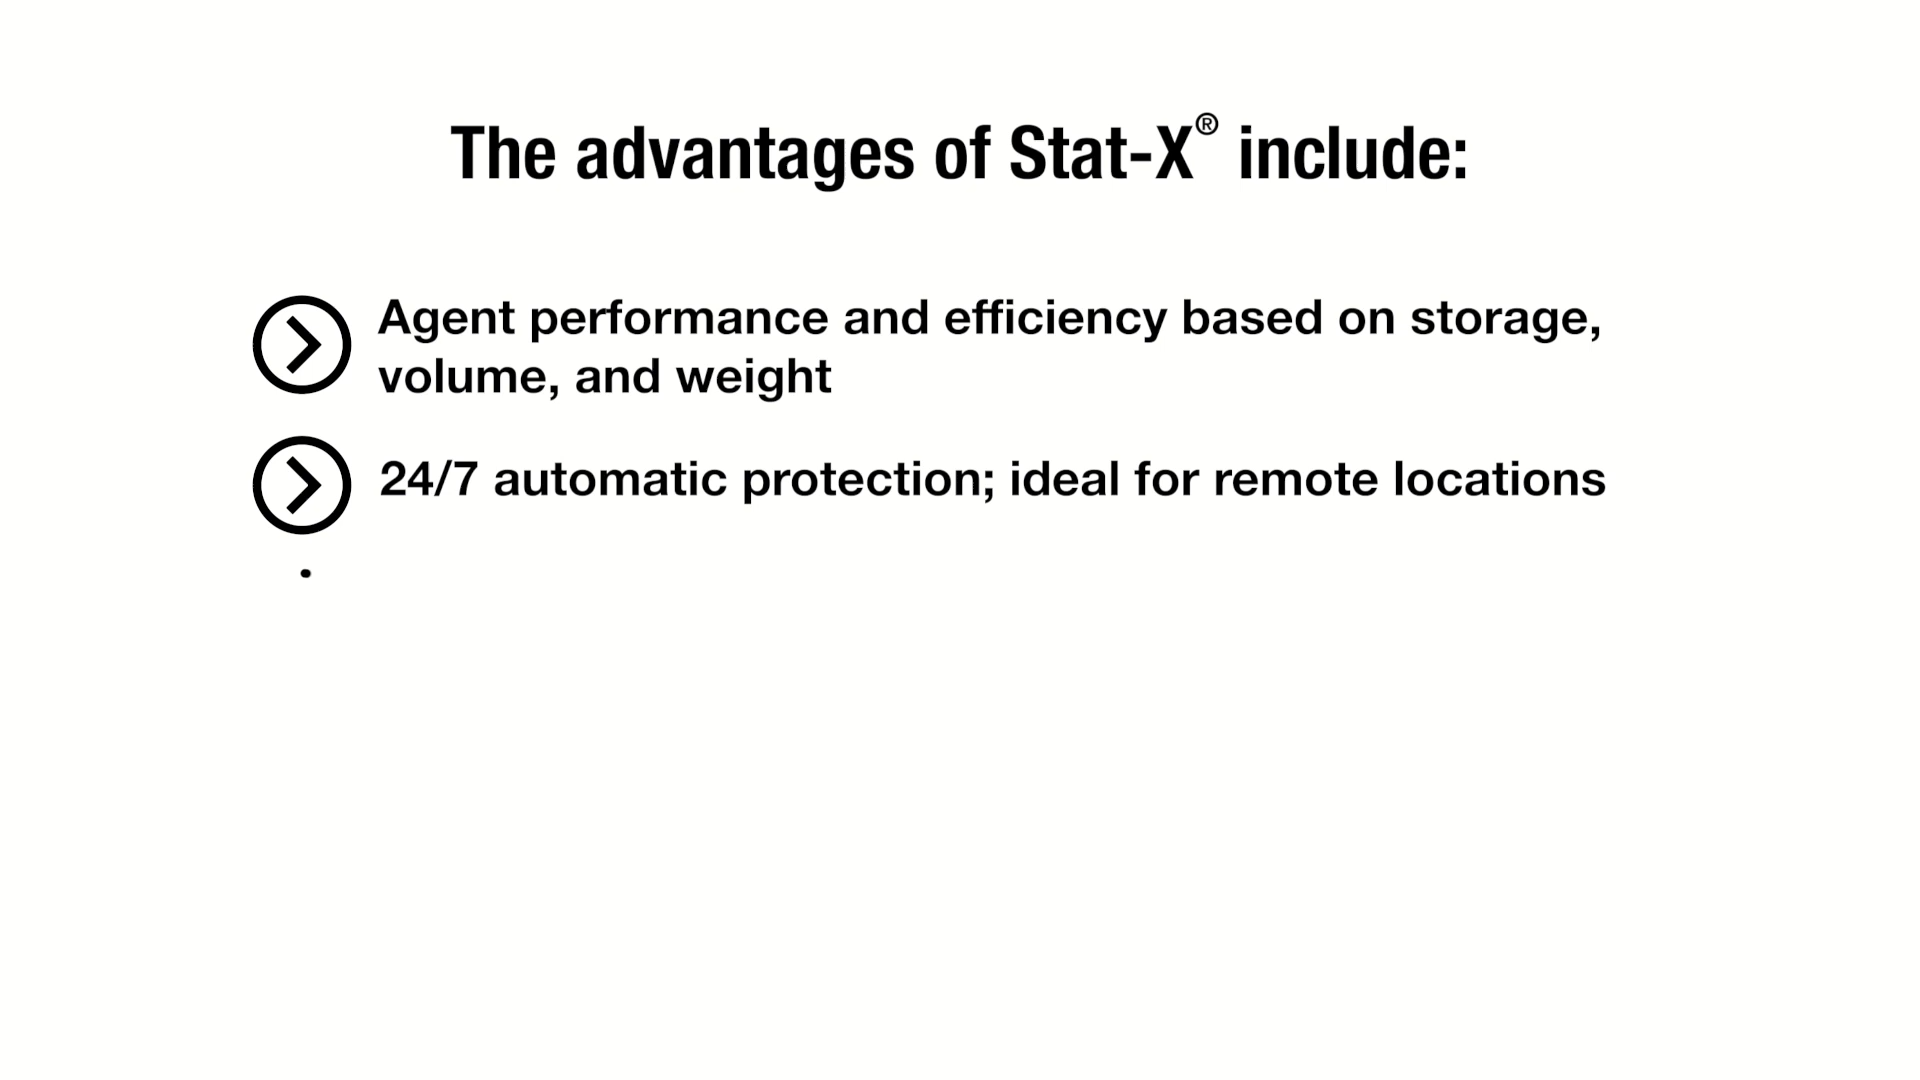 The advantages of Stat-X® include:
Agent performance and efficiency based on storage,
volume, and weight
24/7 automatic protection; ideal for remote locations